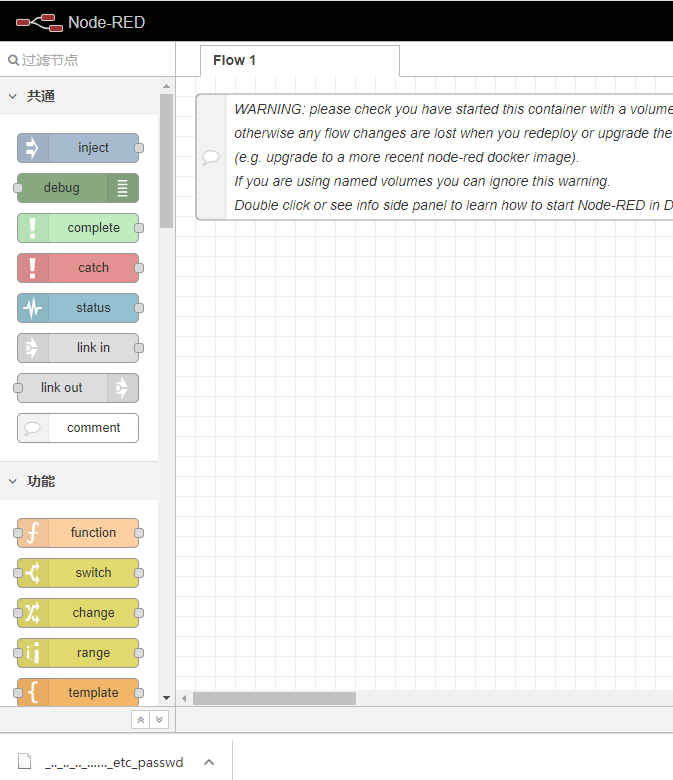 Node-RED
过滤节点
Flow 1
共通
inject
debug
complete
catch
status
link in
link out
comment
功能
function
switch
change
range
template
WARNING: please check you have started this container with a volume
otherwise any flow changes are lost when you redeploy or upgrade the
(e.g. upgrade to a more recent node-red docker image).
If you are using named volumes you can ignore this warning.
Double click or see info side panel to learn how to start Node-RED in D
_.._.._.._......_etc_passwd